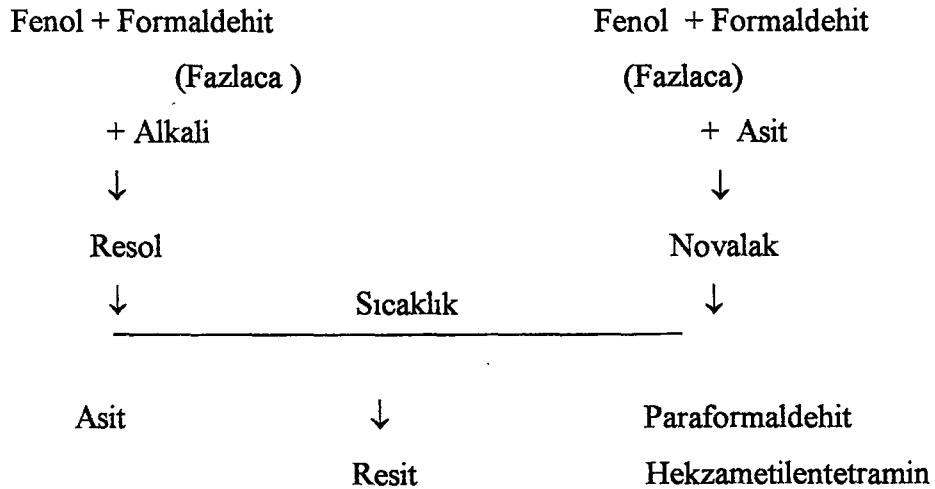 Fenol + Formaldehit Fenol + Formaldehit
(Fazlaca ) (Fazlaca)
+ Alkali + Asit
↓ ↓
Resol Novalak
↓ Sıcaklık ↓
Asit ↓ Paraformaldehit
Resit Hekzametilentetramin